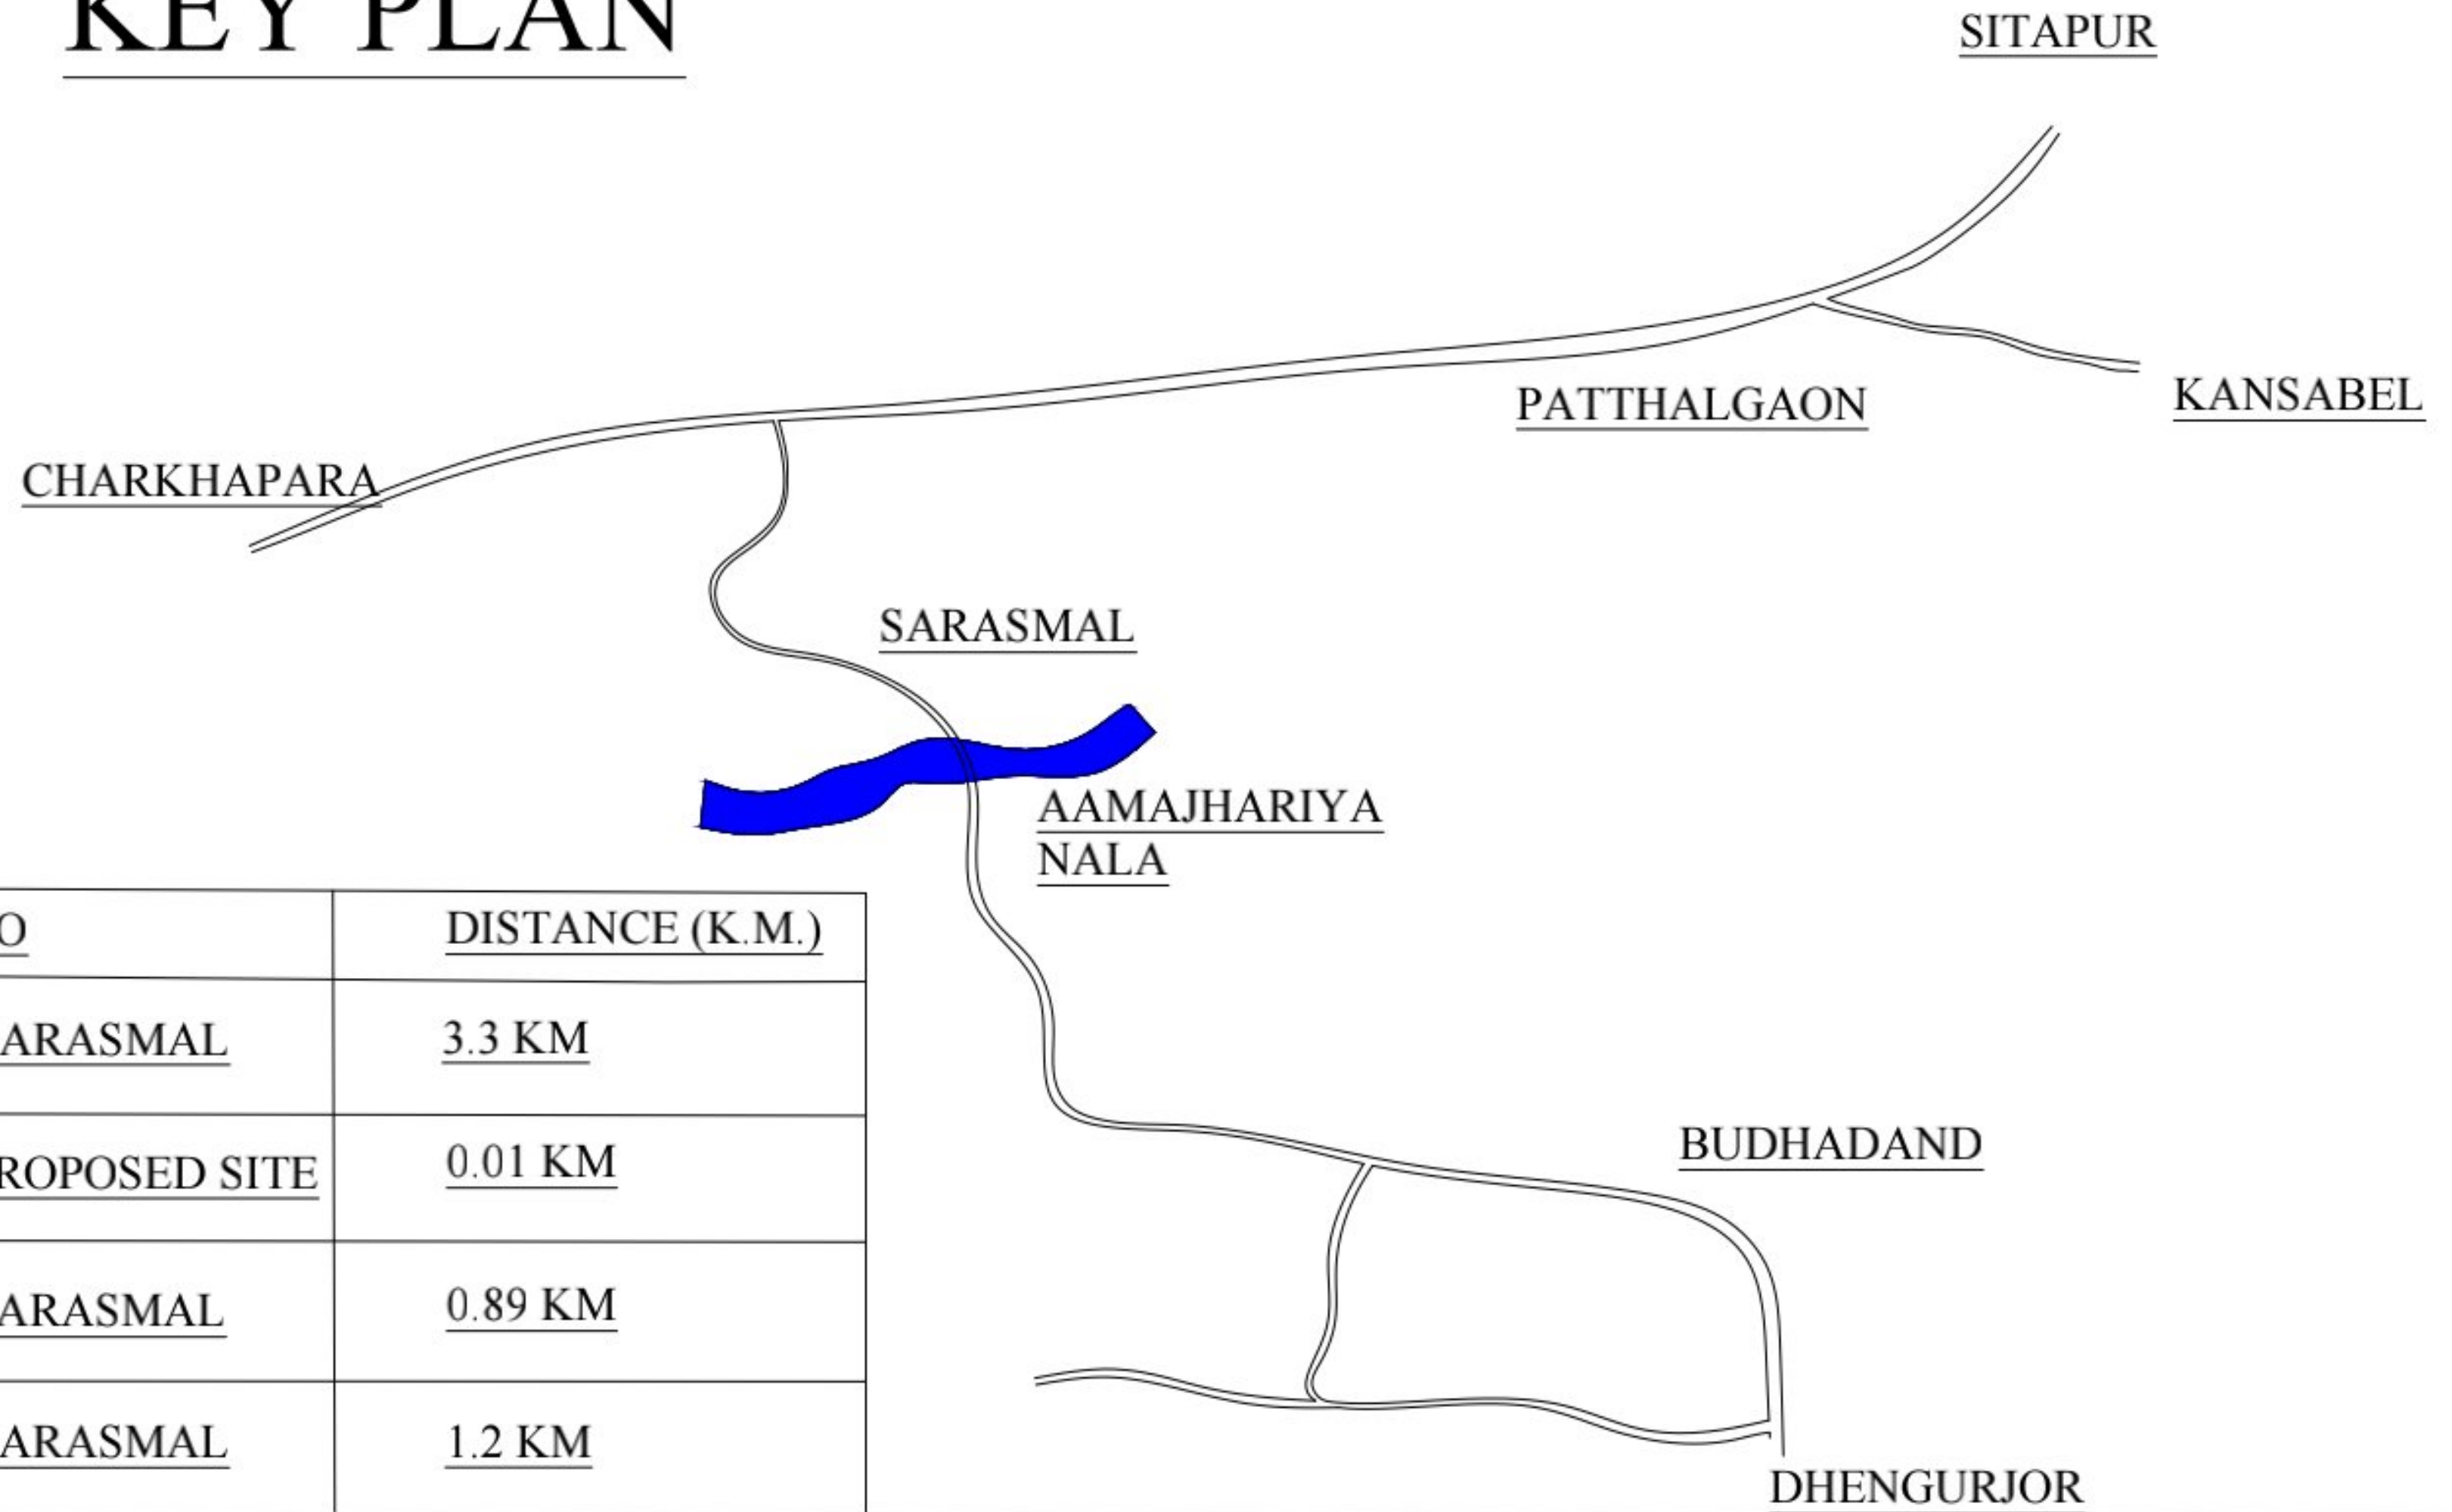 KEY PLAN
SITAPUR
PATTHALGAON
KANSABEL
CHARKHAPARA
SARASMAL
AAMAJHARIYA
NALA
O DISTANCE (K.M.)
ARASMAL 3.3 KM
ROPOSED SITE 0.01 KM
ARASMAL 0.89 KM
ARASMAL 1.2 KM
BUDHADAND
DHENGURJOR